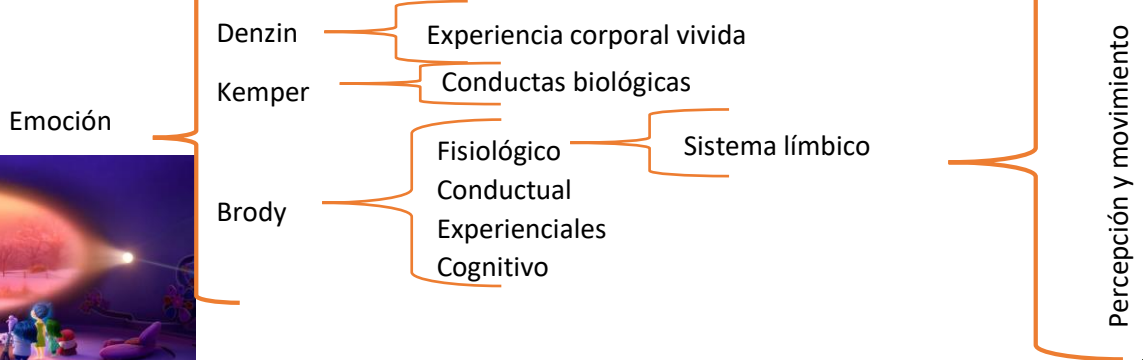 Emoción
Denzin
Experiencia corporal vivida
Kemper
Conductas biológicas
Brody
Fisiológico
Conductual
Experienciales
Cognitivo
Sistema límbico
Percepción y movimiento